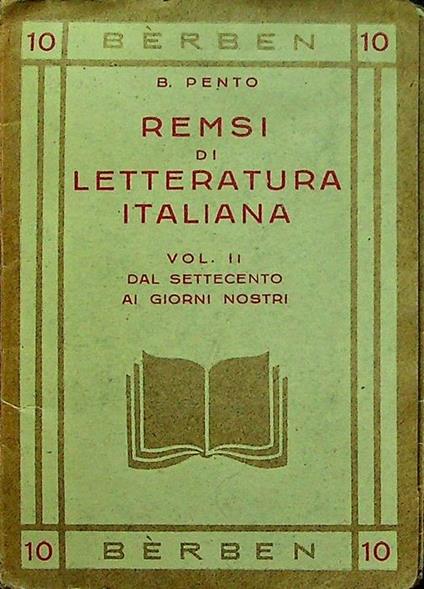 10 BÈRBEN 10
B. PENTO
REMSI
DI
LETTERATURA
ITALIANA
VOL. II
DAL SETTECENTO
AI GIORNI NOSTRI
10 BÈRBEN 10